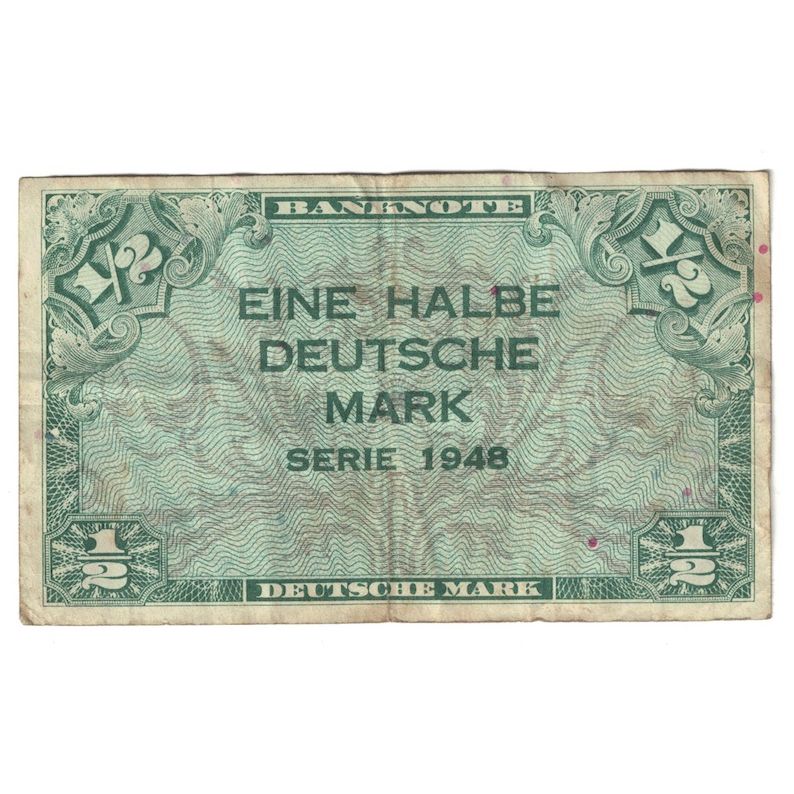 BANKNOTE
1/2
1/2
EINE HALBE
DEUTSCHE
MARK
SERIE 1948
1/2
1/2
DEUTSCHE MARK